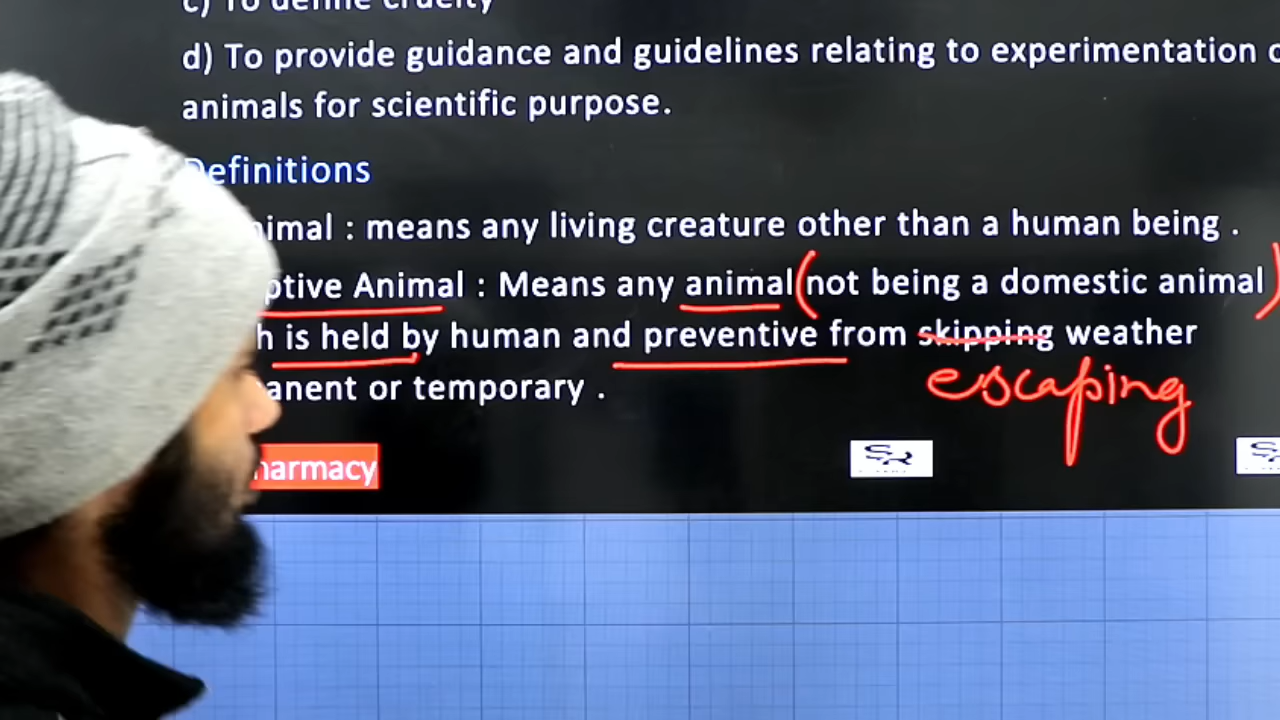 c) To define cruelty
d) To provide guidance and guidelines relating to experimentation
animals for scientific purpose.
Definitions
nimal : means any living creature other than a human being .
ptive Animal : Means any animal (not being a domestic animal)
h is held by human and preventive from skipping weather
escaping
anent or temporary .
harmacy
SR